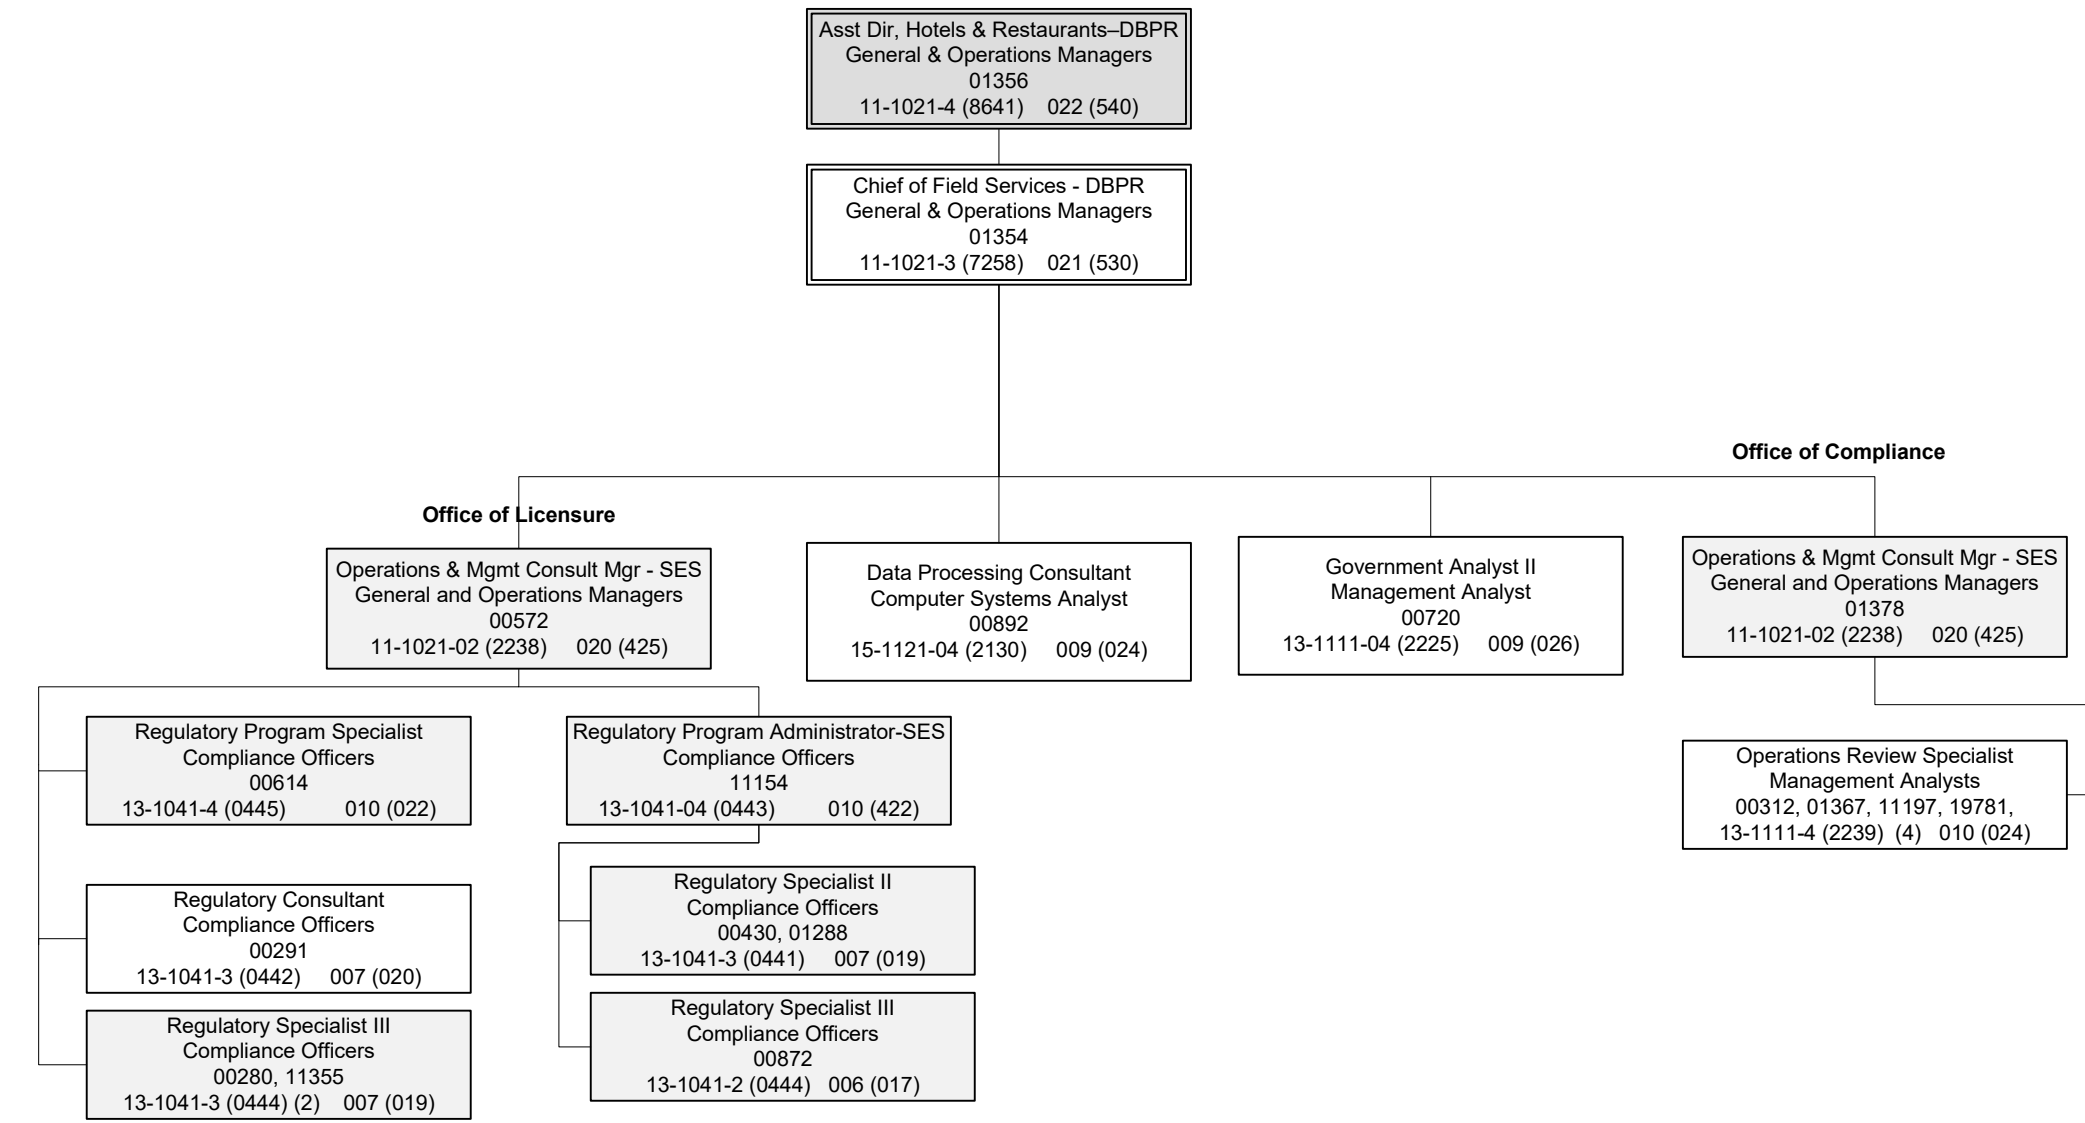 Asst Dir, Hotels & Restaurants–DBPR
General & Operations Managers
01356
11-1021-4 (8641) 022 (540)
Chief of Field Services - DBPR
General & Operations Managers
01354
11-1021-3 (7258) 021 (530)
Office of Compliance
Office of Licensure
Operations & Mgmt Consult Mgr - SES
General and Operations Managers
00572
11-1021-02 (2238) 020 (425)
Data Processing Consultant
Computer Systems Analyst
00892
15-1121-04 (2130) 009 (024)
Government Analyst II
Management Analyst
00720
13-1111-04 (2225) 009 (026)
Operations & Mgmt Consult Mgr - SES
General and Operations Managers
01378
11-1021-02 (2238) 020 (425)
Regulatory Program Specialist
Compliance Officers
00614
13-1041-4 (0445) 010 (022)
Regulatory Program Administrator-SES
Compliance Officers
11154
13-1041-04 (0443) 010 (422)
Operations Review Specialist
Management Analysts
00312, 01367, 11197, 19781,
13-1111-4 (2239) (4) 010 (024)
Regulatory Consultant
Compliance Officers
00291
13-1041-3 (0442) 007 (020)
Regulatory Specialist II
Compliance Officers
00430, 01288
13-1041-3 (0441) 007 (019)
Regulatory Specialist III
Compliance Officers
00280, 11355
13-1041-3 (0444) (2) 007 (019)
Regulatory Specialist III
Compliance Officers
00872
13-1041-2 (0444) 006 (017)